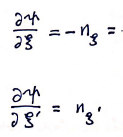 ∂ψ/∂ξ = -n_ξ =
∂ψ/∂ξ' = n_ξ'